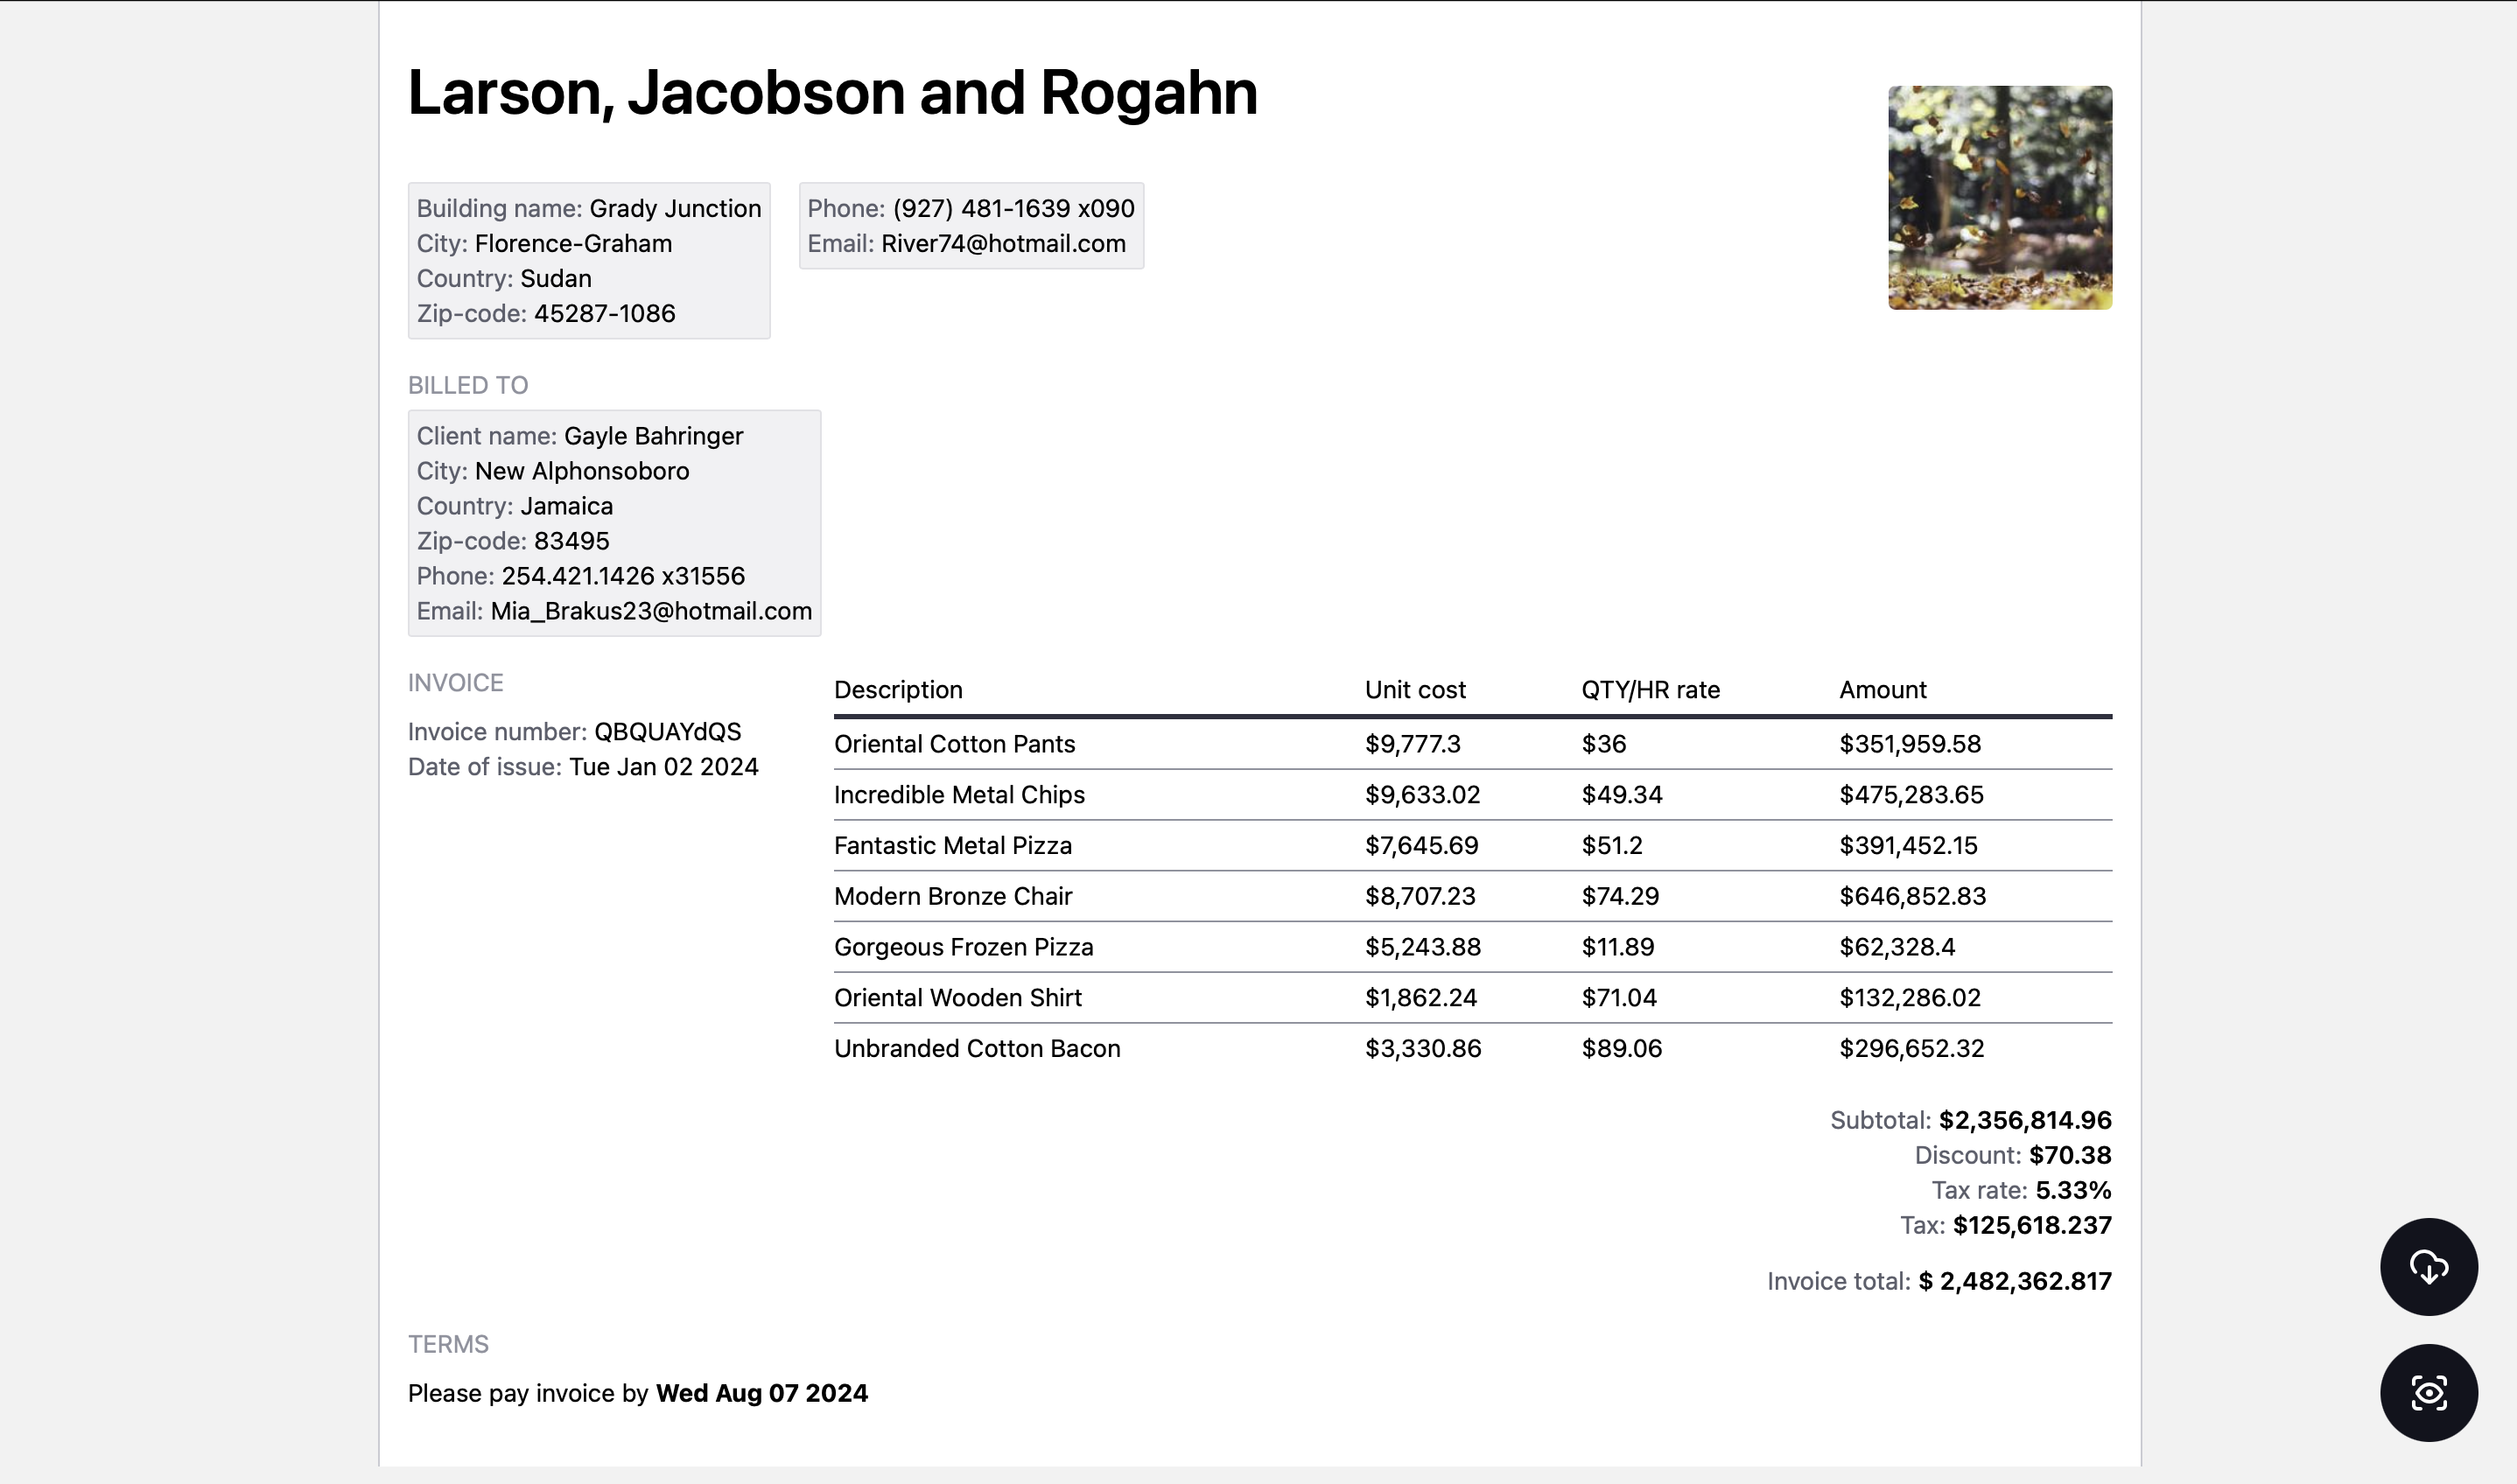 Larson, Jacobson and Rogahn
Building name: Grady Junction
City: Florence-Graham
Country: Sudan
Zip-code: 45287-1086
Phone: (927) 481-1639 x090
Email: River74@hotmail.com
BILLED TO
Client name: Gayle Bahringer
City: New Alphonsoboro
Country: Jamaica
Zip-code: 83495
Phone: 254.421.1426 x31556
Email: Mia_Brakus23@hotmail.com
INVOICE
Invoice number: QBQUAYdQS
Date of issue: Tue Jan 02 2024
Description Unit cost QTY/HR rate Amount
Oriental Cotton Pants $9,777.3 $36 $351,959.58
Incredible Metal Chips $9,633.02 $49.34 $475,283.65
Fantastic Metal Pizza $7,645.69 $51.2 $391,452.15
Modern Bronze Chair $8,707.23 $74.29 $646,852.83
Gorgeous Frozen Pizza $5,243.88 $11.89 $62,328.4
Oriental Wooden Shirt $1,862.24 $71.04 $132,286.02
Unbranded Cotton Bacon $3,330.86 $89.06 $296,652.32
Subtotal: $2,356,814.96
Discount: $70.38
Tax rate: 5.33%
Tax: $125,618.237
Invoice total: $ 2,482,362.817
TERMS
Please pay invoice by Wed Aug 07 2024